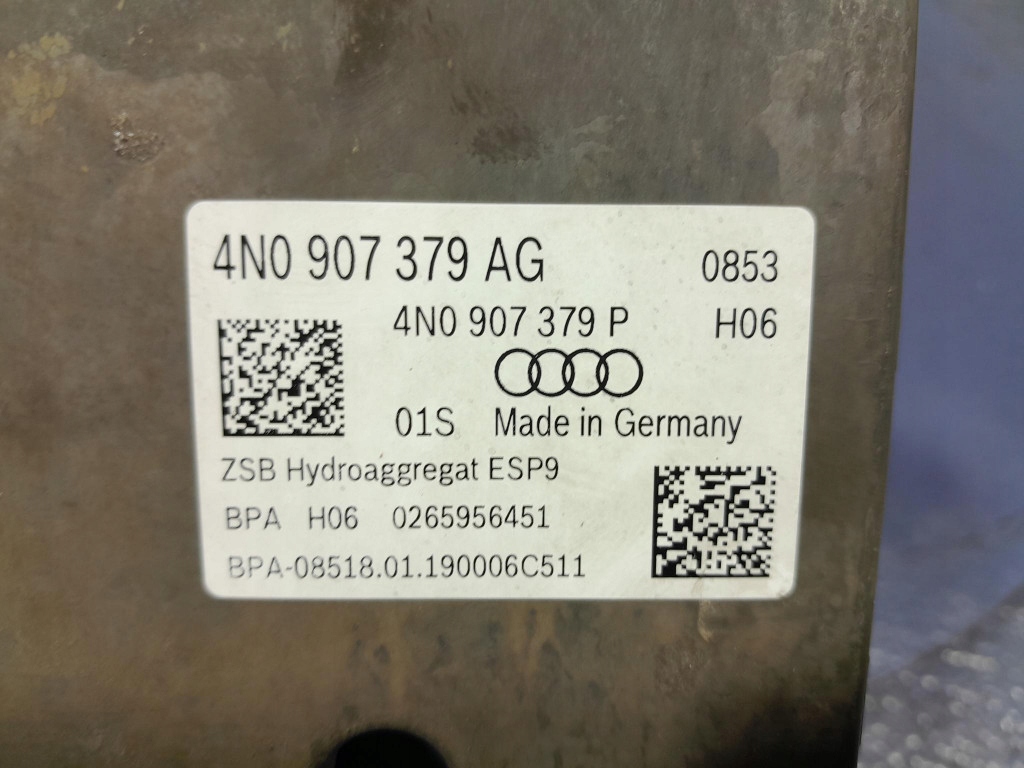 4N0 907 379 AG 0853
4N0 907 379 P H06
01S Made in Germany
ZSB Hydroaggregat ESP9
BPA H06 0265956451
BPA-08518.01.190006C511